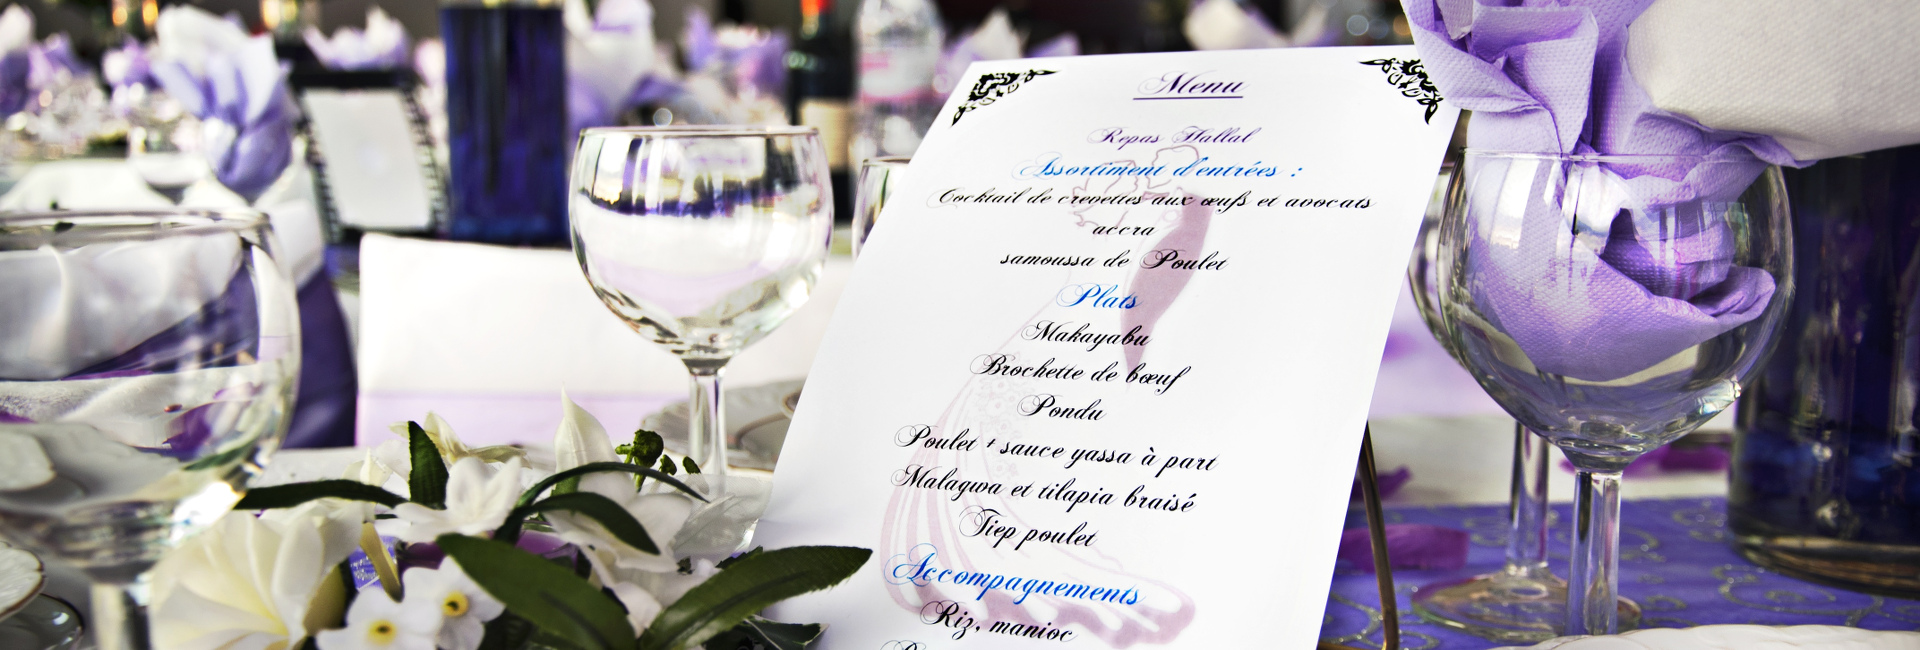 Menu
Repas Hallal
Assortiment d'entrées :
Cocktail de crevettes aux œufs et avocats
accra
samoussa de Poulet
Plats
Makayabu
Brochette de bœuf
Pondu
Poulet + sauce yassa à part
Malagwa et tilapia braisé
Tiep poulet
Accompagnements
Riz, manioc